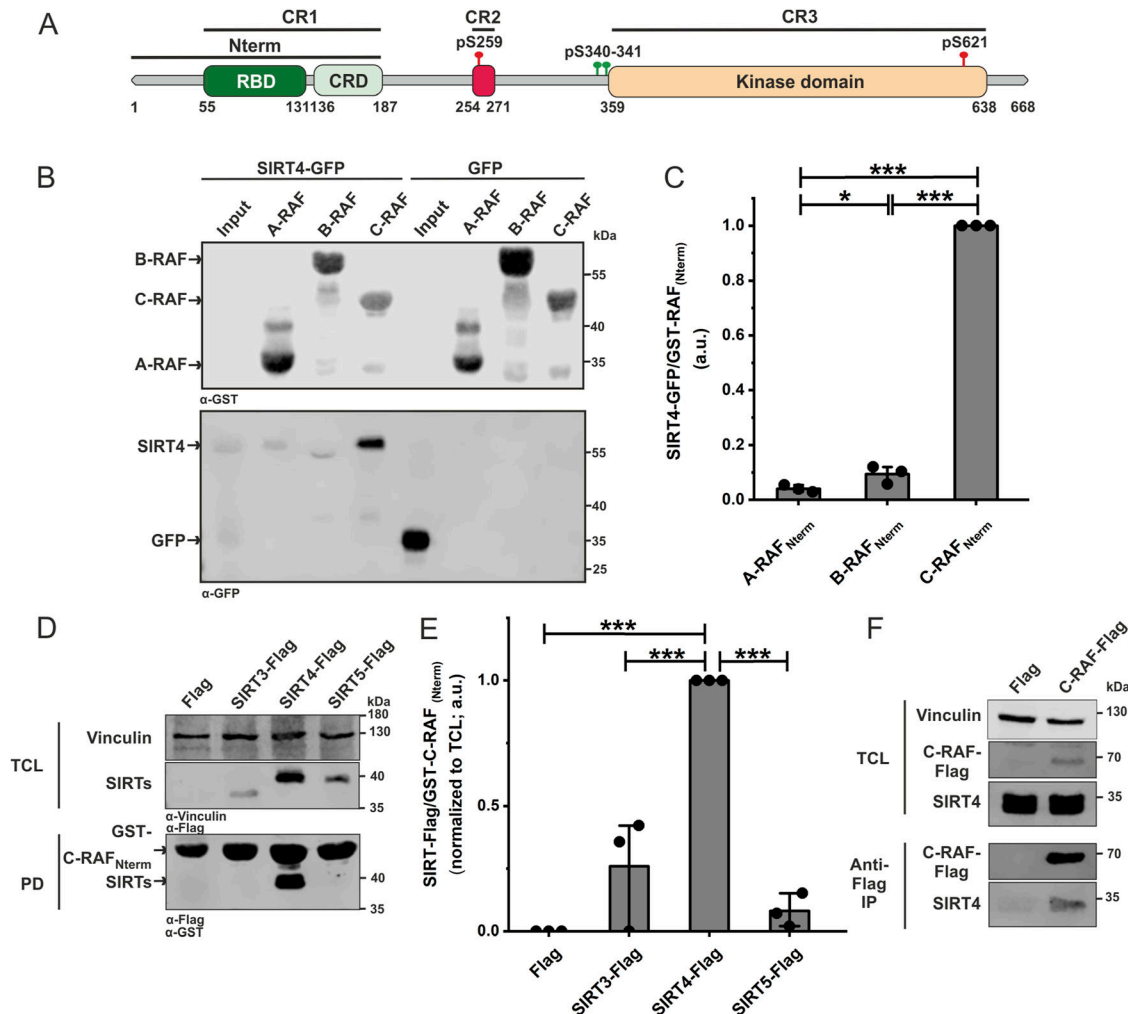 A
CR1
CR2
CR3
Nterm
pS259
pS340-341
pS621
RBD
CRD
Kinase domain
1
55
131
136
187
254
271
359
638
668
B
SIRT4-GFP
GFP
Input
A-RAF
B-RAF
C-RAF
Input
A-RAF
B-RAF
C-RAF
kDa
B-RAF
C-RAF
A-RAF
55
40
35
α-GST
SIRT4
GFP
55
40
35
25
α-GFP
C
***
* ***
SIRT4-GFP/GST-RAF(Nterm)
(a.u.)
1.0
0.8
0.6
0.4
0.2
0.0
A-RAFNterm
B-RAFNterm
C-RAFNterm
D
Flag
SIRT3-Flag
SIRT4-Flag
SIRT5-Flag
kDa
180
130
TCL
Vinculin
SIRTs
40
35
α-Vinculin
α-Flag
PD
GST-
C-RAFNterm
SIRTs
40
35
α-Flag
α-GST
E
***
*** ***
SIRT-Flag/GST-C-RAF(Nterm)
(normalized to TCL; a.u.)
1.0
0.5
0.0
Flag
SIRT3-Flag
SIRT4-Flag
SIRT5-Flag
F
Flag
C-RAF-Flag
kDa
TCL
Vinculin
130
C-RAF-
Flag
70
SIRT4
35
Anti-
Flag
IP
C-RAF-
Flag
70
SIRT4
35